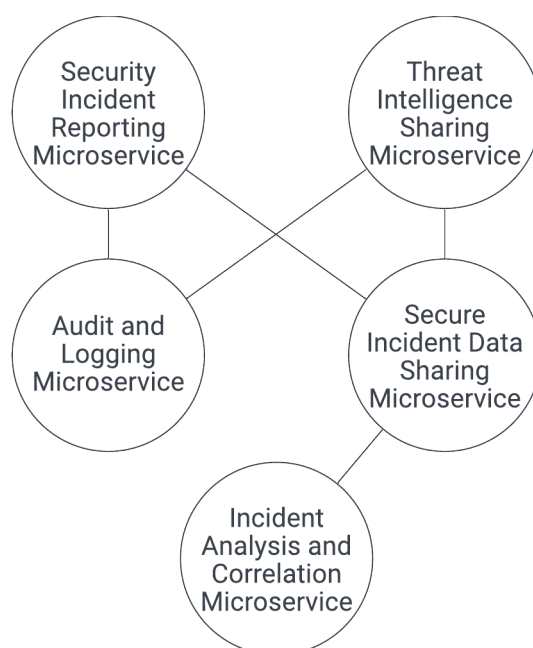 Security
Incident
Reporting
Microservice
Threat
Intelligence
Sharing
Microservice
Audit and
Logging
Microservice
Secure
Incident Data
Sharing
Microservice
Incident
Analysis and
Correlation
Microservice